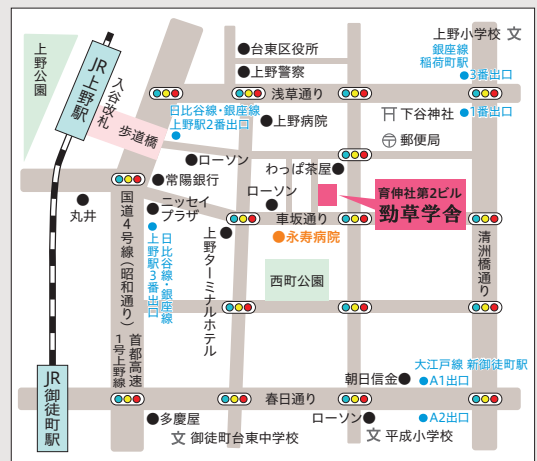 上野公園
JR上野駅
入谷改札
歩道橋
台東区役所
上野警察
浅草通り
日比谷線・銀座線
上野駅2番出口
上野病院
上野小学校 文
銀座線
稲荷町駅
3番出口
1番出口
下谷神社
〒 郵便局
ローソン
わっぱ茶屋
常陽銀行
ローソン
丸井
ニッセイ
プラザ
車坂通り
永寿病院
育伸社第2ビル
勁草学舎
国道4号線(昭和通り)
首都高速
1号上野線
日比谷線・銀座線
上野駅3番出口
上野ターミナルホテル
西町公園
清洲橋通り
JR御徒町駅
大江戸線 新御徒町駅
A1出口
A2出口
朝日信金
春日通り
多慶屋
文 御徒町台東中学校
ローソン
文 平成小学校